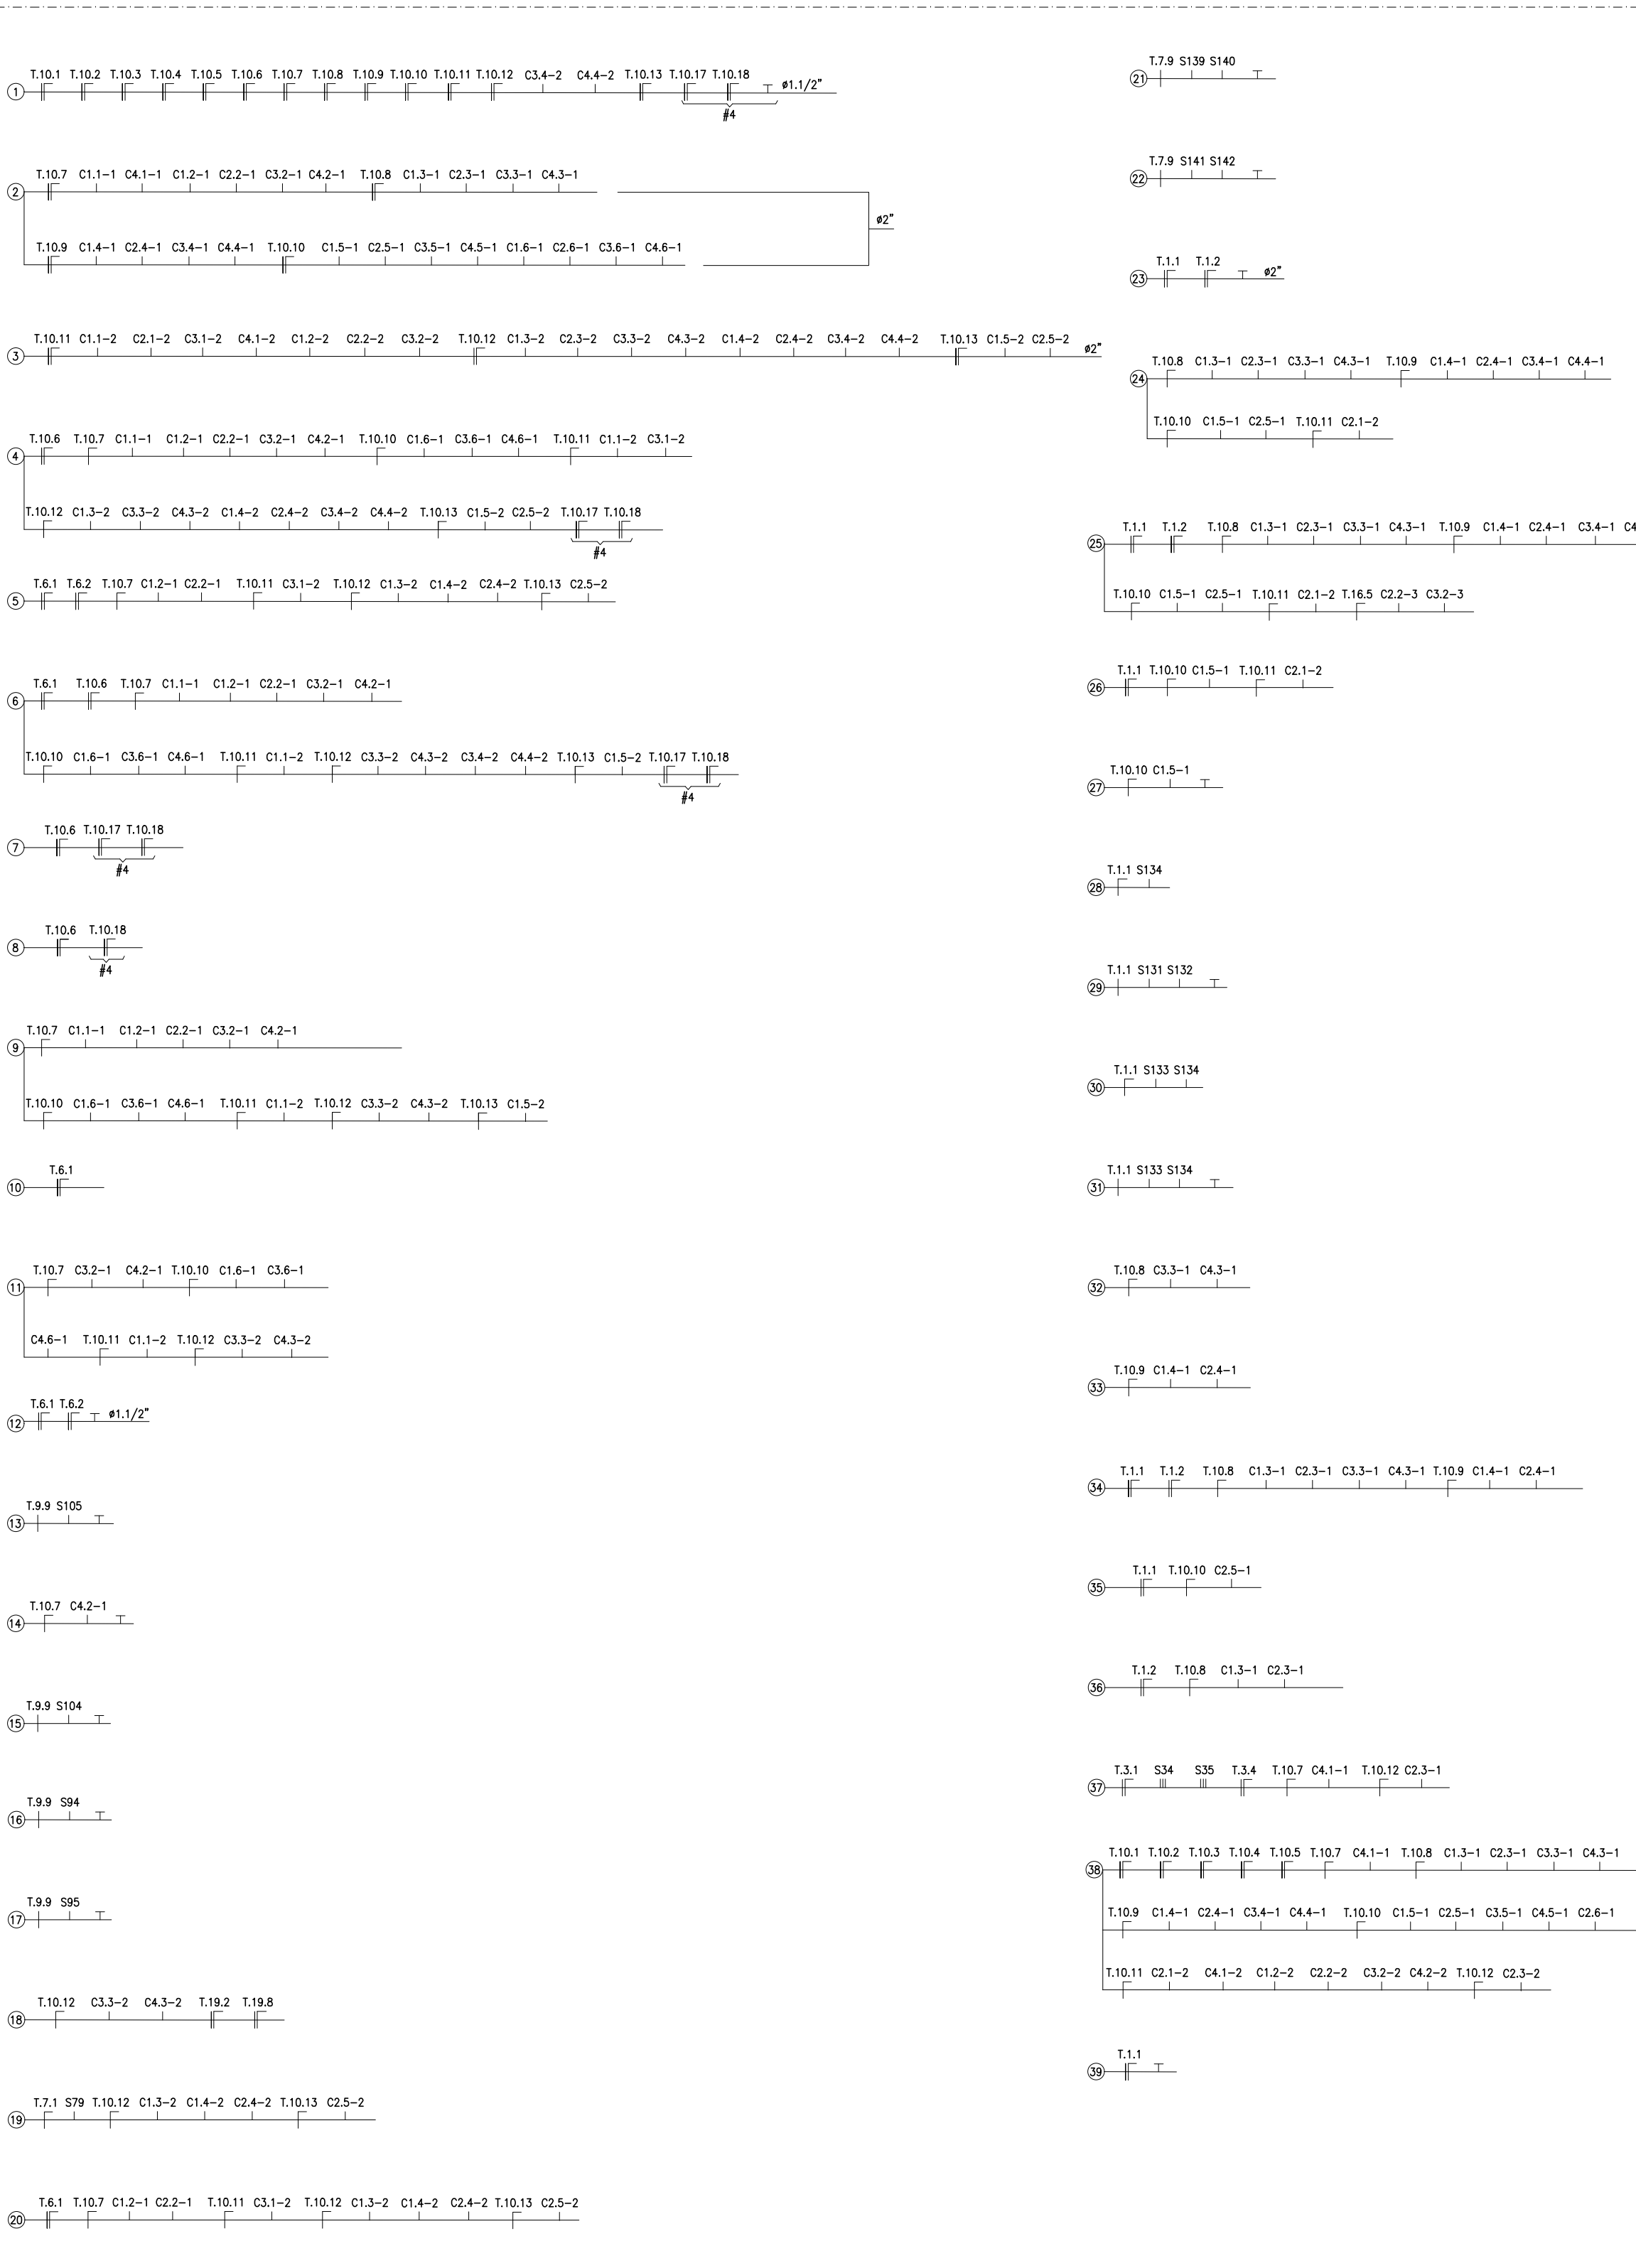 1 T.10.1 T.10.2 T.10.3 T.10.4 T.10.5 T.10.6 T.10.7 T.10.8 T.10.9 T.10.10 T.10.11 T.10.12 C3.4-2 C4.4-2 T.10.13 T.10.17 T.10.18 ø1.1/2"
#4
2 T.10.7 C1.1-1 C4.1-1 C1.2-1 C2.2-1 C3.2-1 C4.2-1 T.10.8 C1.3-1 C2.3-1 C3.3-1 C4.3-1
ø2"
T.10.9 C1.4-1 C2.4-1 C3.4-1 C4.4-1 T.10.10 C1.5-1 C2.5-1 C3.5-1 C4.5-1 C1.6-1 C2.6-1 C3.6-1 C4.6-1
3 T.10.11 C1.1-2 C2.1-2 C3.1-2 C4.1-2 C1.2-2 C2.2-2 C3.2-2 T.10.12 C1.3-2 C2.3-2 C3.3-2 C4.3-2 C1.4-2 C2.4-2 C3.4-2 C4.4-2 T.10.13 C1.5-2 C2.5-2 ø2"
4 T.10.6 T.10.7 C1.1-1 C1.2-1 C2.2-1 C3.2-1 C4.2-1 T.10.10 C1.6-1 C3.6-1 C4.6-1 T.10.11 C1.1-2 C3.1-2
T.10.12 C1.3-2 C3.3-2 C4.3-2 C1.4-2 C2.4-2 C3.4-2 C4.4-2 T.10.13 C1.5-2 C2.5-2 T.10.17 T.10.18
#4
5 T.6.1 T.6.2 T.10.7 C1.2-1 C2.2-1 T.10.11 C3.1-2 T.10.12 C1.3-2 C1.4-2 C2.4-2 T.10.13 C2.5-2
6 T.6.1 T.10.6 T.10.7 C1.1-1 C1.2-1 C2.2-1 C3.2-1 C4.2-1
T.10.10 C1.6-1 C3.6-1 C4.6-1 T.10.11 C1.1-2 T.10.12 C3.3-2 C4.3-2 C3.4-2 C4.4-2 T.10.13 C1.5-2 T.10.17 T.10.18
#4
7 T.10.6 T.10.17 T.10.18
#4
8 T.10.6 T.10.18
#4
9 T.10.7 C1.1-1 C1.2-1 C2.2-1 C3.2-1 C4.2-1
T.10.10 C1.6-1 C3.6-1 C4.6-1 T.10.11 C1.1-2 T.10.12 C3.3-2 C4.3-2 T.10.13 C1.5-2
10 T.6.1
11 T.10.7 C3.2-1 C4.2-1 T.10.10 C1.6-1 C3.6-1
C4.6-1 T.10.11 C1.1-2 T.10.12 C3.3-2 C4.3-2
12 T.6.1 T.6.2 ø1.1/2"
13 T.9.9 S105
14 T.10.7 C4.2-1
15 T.9.9 S104
16 T.9.9 S94
17 T.9.9 S95
18 T.10.12 C3.3-2 C4.3-2 T.19.2 T.19.8
19 T.7.1 S79 T.10.12 C1.3-2 C1.4-2 C2.4-2 T.10.13 C2.5-2
20 T.6.1 T.10.7 C1.2-1 C2.2-1 T.10.11 C3.1-2 T.10.12 C1.3-2 C1.4-2 C2.4-2 T.10.13 C2.5-2
21 T.7.9 S139 S140
22 T.7.9 S141 S142
23 T.1.1 T.1.2 ø2"
24 T.10.8 C1.3-1 C2.3-1 C3.3-1 C4.3-1 T.10.9 C1.4-1 C2.4-1 C3.4-1 C4.4-1
T.10.10 C1.5-1 C2.5-1 T.10.11 C2.1-2
25 T.1.1 T.1.2 T.10.8 C1.3-1 C2.3-1 C3.3-1 C4.3-1 T.10.9 C1.4-1 C2.4-1 C3.4-1 C4
T.10.10 C1.5-1 C2.5-1 T.10.11 C2.1-2 T.16.5 C2.2-3 C3.2-3
26 T.1.1 T.10.10 C1.5-1 T.10.11 C2.1-2
27 T.10.10 C1.5-1
28 T.1.1 S134
29 T.1.1 S131 S132
30 T.1.1 S133 S134
31 T.1.1 S133 S134
32 T.10.8 C3.3-1 C4.3-1
33 T.10.9 C1.4-1 C2.4-1
34 T.1.1 T.1.2 T.10.8 C1.3-1 C2.3-1 C3.3-1 C4.3-1 T.10.9 C1.4-1 C2.4-1
35 T.1.1 T.10.10 C2.5-1
36 T.1.2 T.10.8 C1.3-1 C2.3-1
37 T.3.1 S34 S35 T.3.4 T.10.7 C4.1-1 T.10.12 C2.3-1
38 T.10.1 T.10.2 T.10.3 T.10.4 T.10.5 T.10.7 C4.1-1 T.10.8 C1.3-1 C2.3-1 C3.3-1 C4.3-1
T.10.9 C1.4-1 C2.4-1 C3.4-1 C4.4-1 T.10.10 C1.5-1 C2.5-1 C3.5-1 C4.5-1 C2.6-1
T.10.11 C2.1-2 C4.1-2 C1.2-2 C2.2-2 C3.2-2 C4.2-2 T.10.12 C2.3-2
39 T.1.1